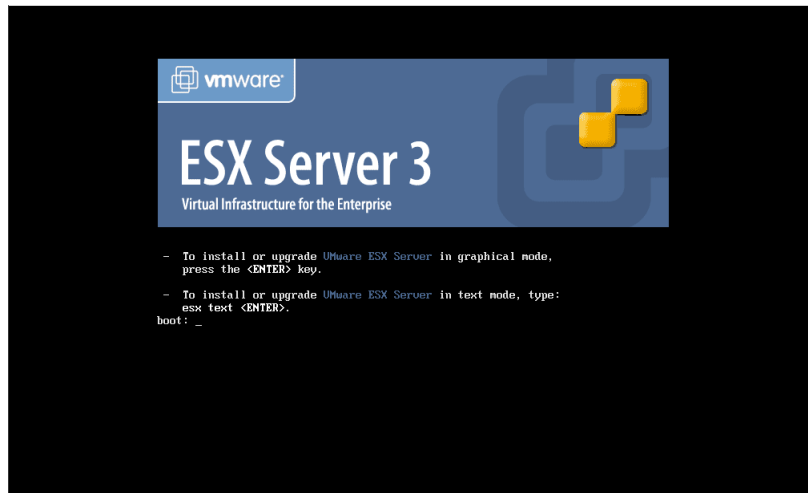 vmware
ESX Server 3
Virtual Infrastructure for the Enterprise
- To install or upgrade VMware ESX Server in graphical mode,
press the <ENTER> key.
- To install or upgrade VMware ESX Server in text mode, type:
esx text <ENTER>.
boot: _